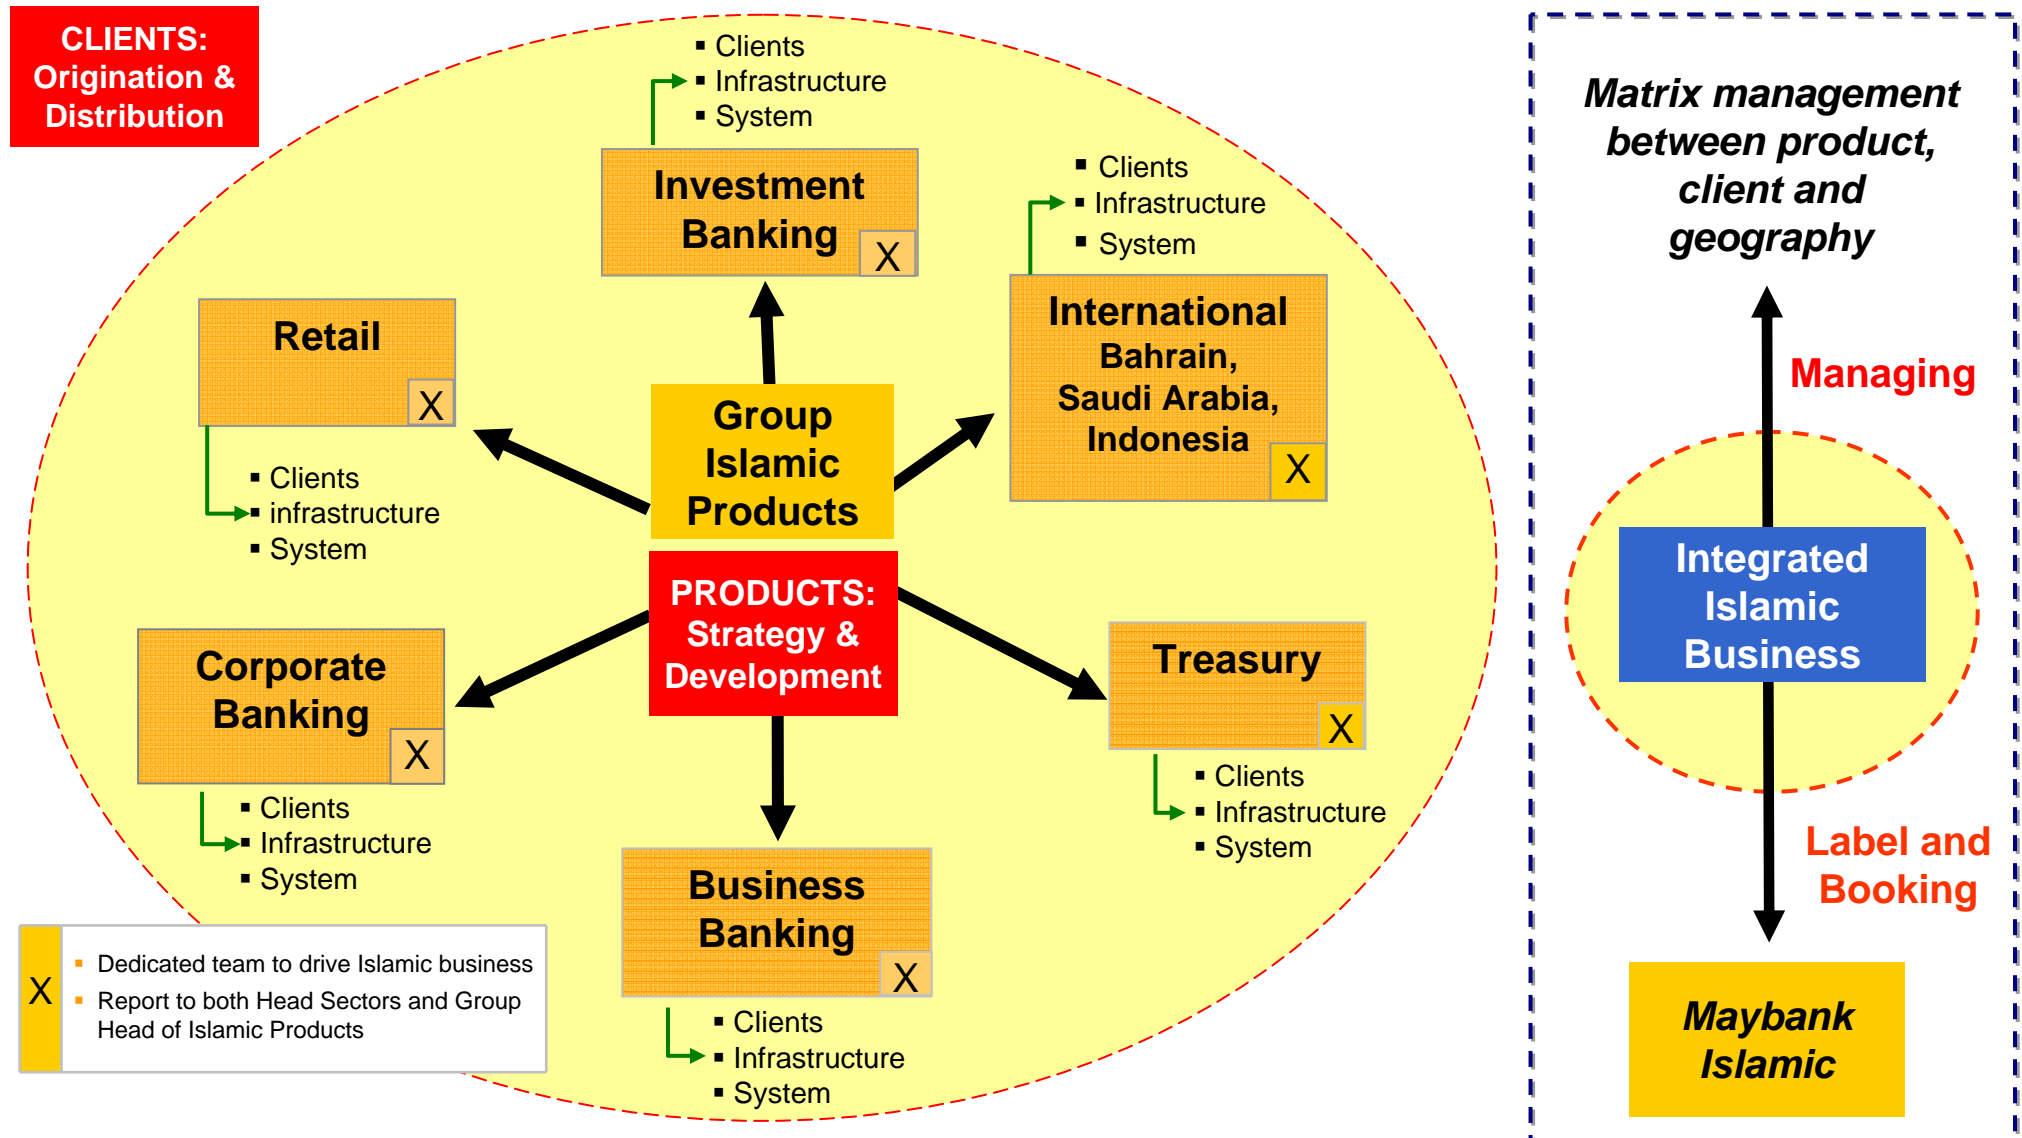 CLIENTS:
Origination &
Distribution
▪ Clients
▪ Infrastructure
▪ System
Investment
Banking
X
▪ Clients
▪ Infrastructure
▪ System
International
Bahrain,
Saudi Arabia,
Indonesia
X
Retail
X
▪ Clients
▪ infrastructure
▪ System
Group
Islamic
Products
PRODUCTS:
Strategy &
Development
Corporate
Banking
X
▪ Clients
▪ Infrastructure
▪ System
Treasury
X
▪ Clients
▪ Infrastructure
▪ System
Business
Banking
X
▪ Clients
▪ Infrastructure
▪ System
X
▪ Dedicated team to drive Islamic business
▪ Report to both Head Sectors and Group
Head of Islamic Products
Matrix management
between product,
client and
geography
Managing
Integrated
Islamic
Business
Label and
Booking
Maybank
Islamic